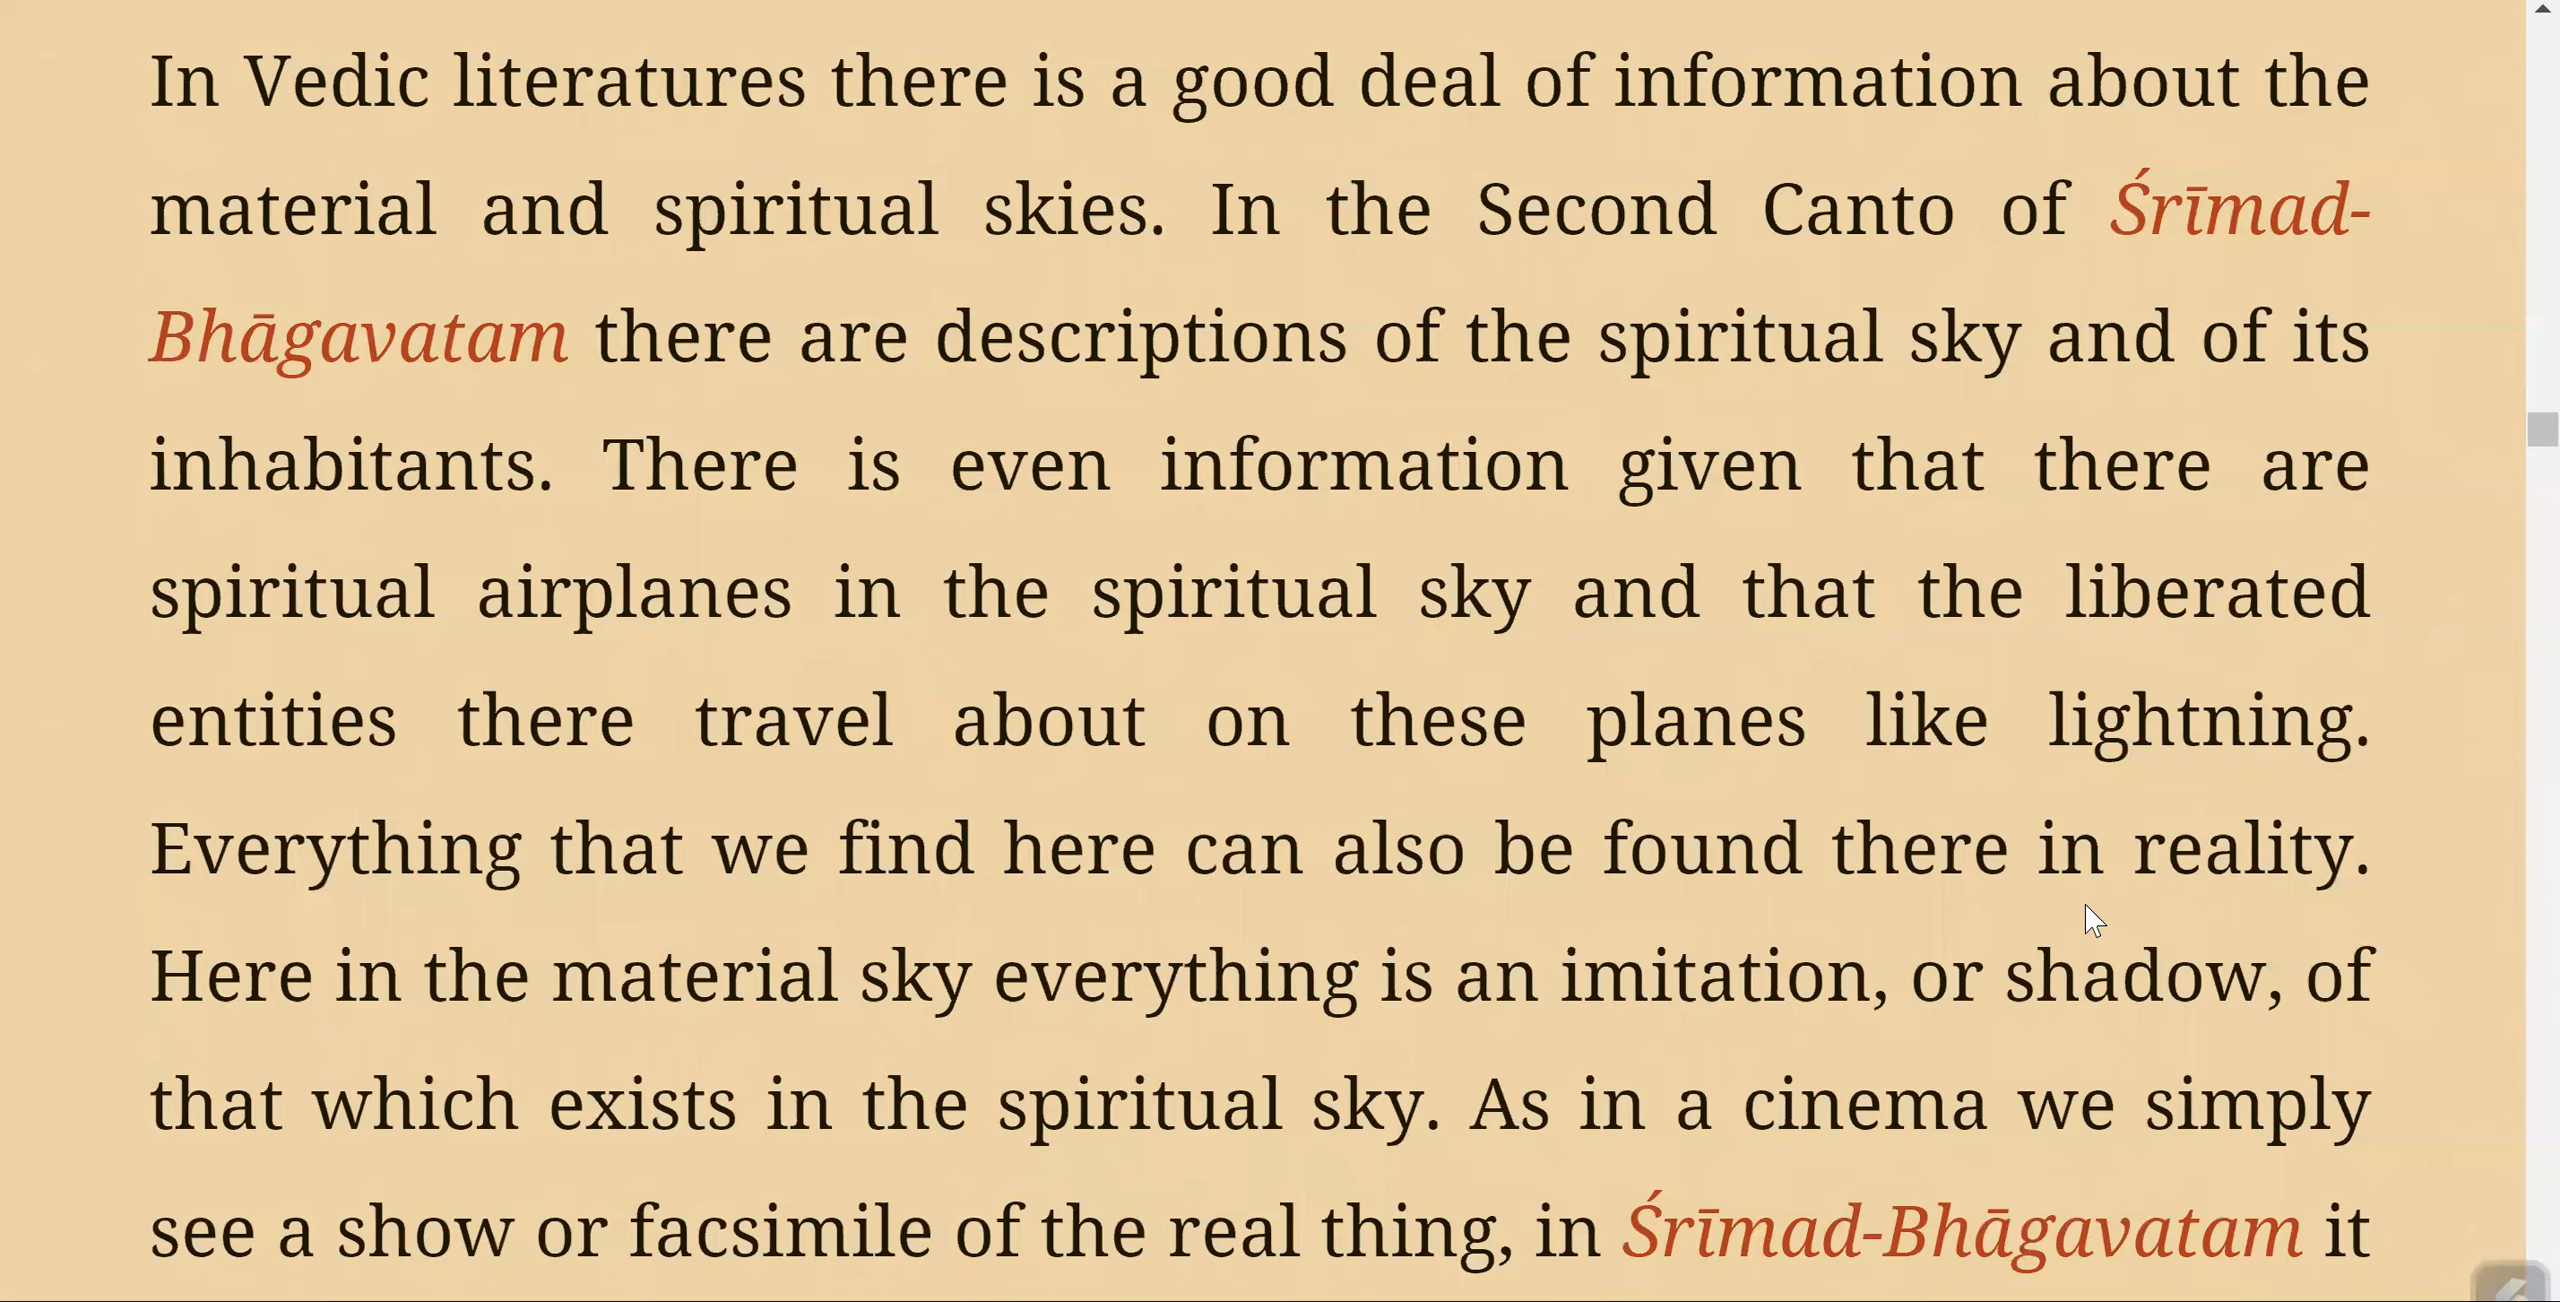 In Vedic literatures there is a good deal of information about the
material and spiritual skies. In the Second Canto of Śrīmad-
Bhāgavatam there are descriptions of the spiritual sky and of its
inhabitants. There is even information given that there are
spiritual airplanes in the spiritual sky and that the liberated
entities there travel about on these planes like lightning.
Everything that we find here can also be found there in reality.
Here in the material sky everything is an imitation, or shadow, of
that which exists in the spiritual sky. As in a cinema we simply
see a show or facsimile of the real thing, in Śrīmad-Bhāgavatam it